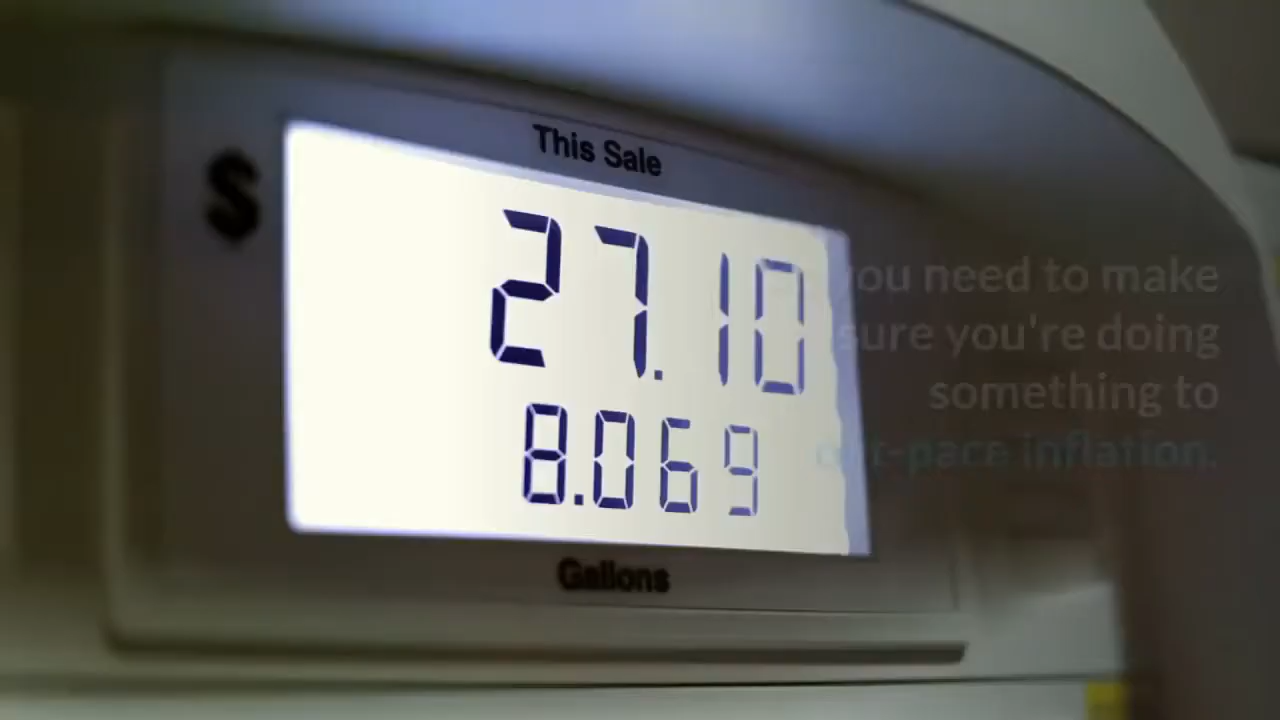 This Sale
$
27.10
8.069
Gallons
you need to make
sure you're doing
something to
out-pace inflation.